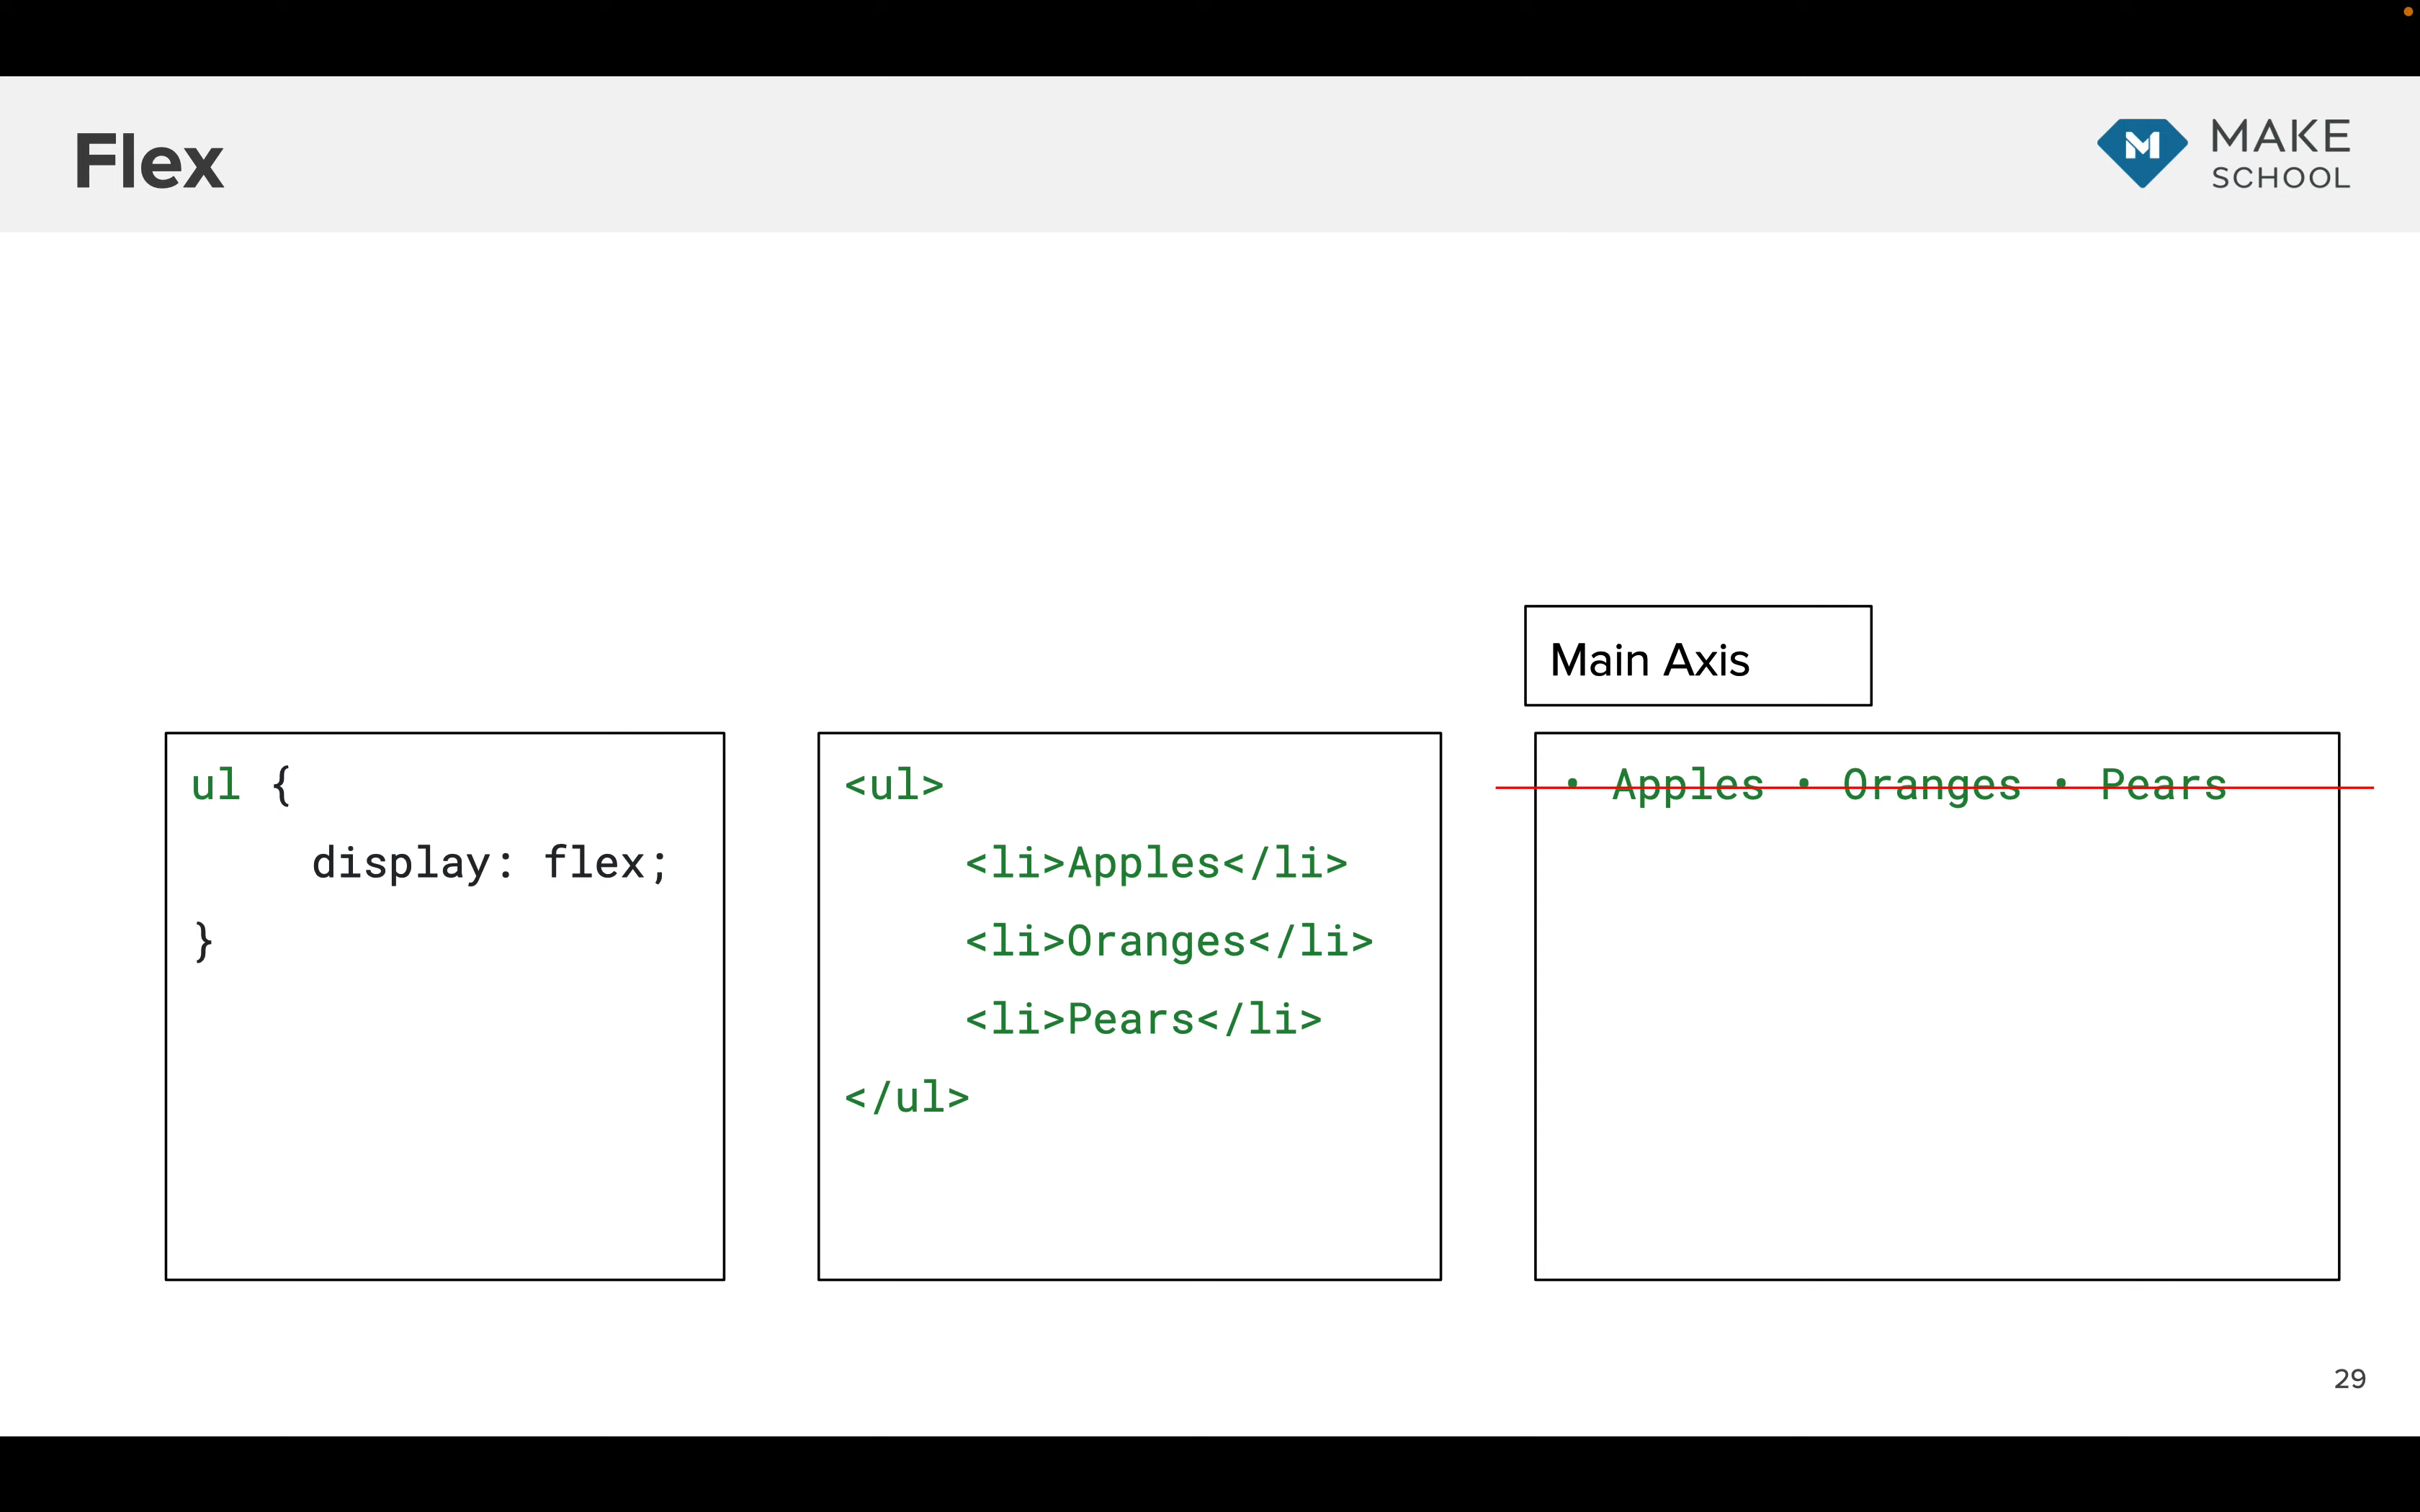 Flex
MAKE
SCHOOL
Main Axis
ul {
display: flex;
}
<ul>
<li>Apples</li>
<li>Oranges</li>
<li>Pears</li>
</ul>
• Apples • Oranges • Pears
29